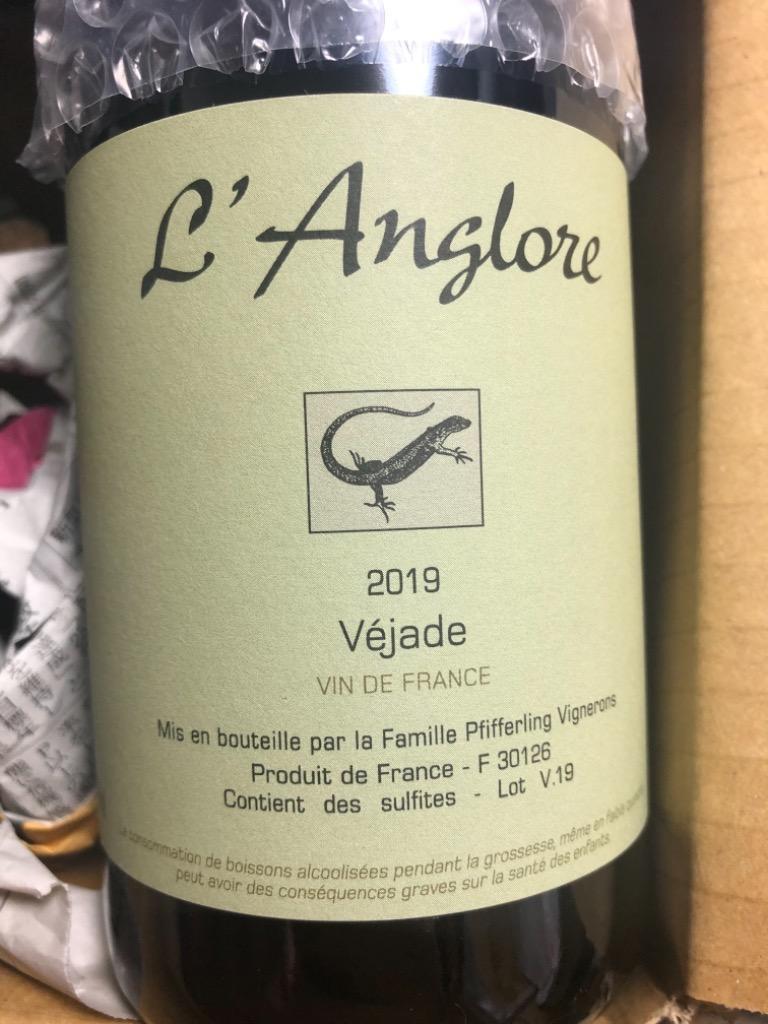 L'Anglore
2019
Véjade
VIN DE FRANCE
Mis en bouteille par la Famille Pfifferling Vignerons
Produit de France - F 30126
Contient des sulfites - Lot V.19
La consommation de boissons alcoolisées pendant la grossesse, même en faible
peut avoir des conséquences graves sur la santé des enfants.